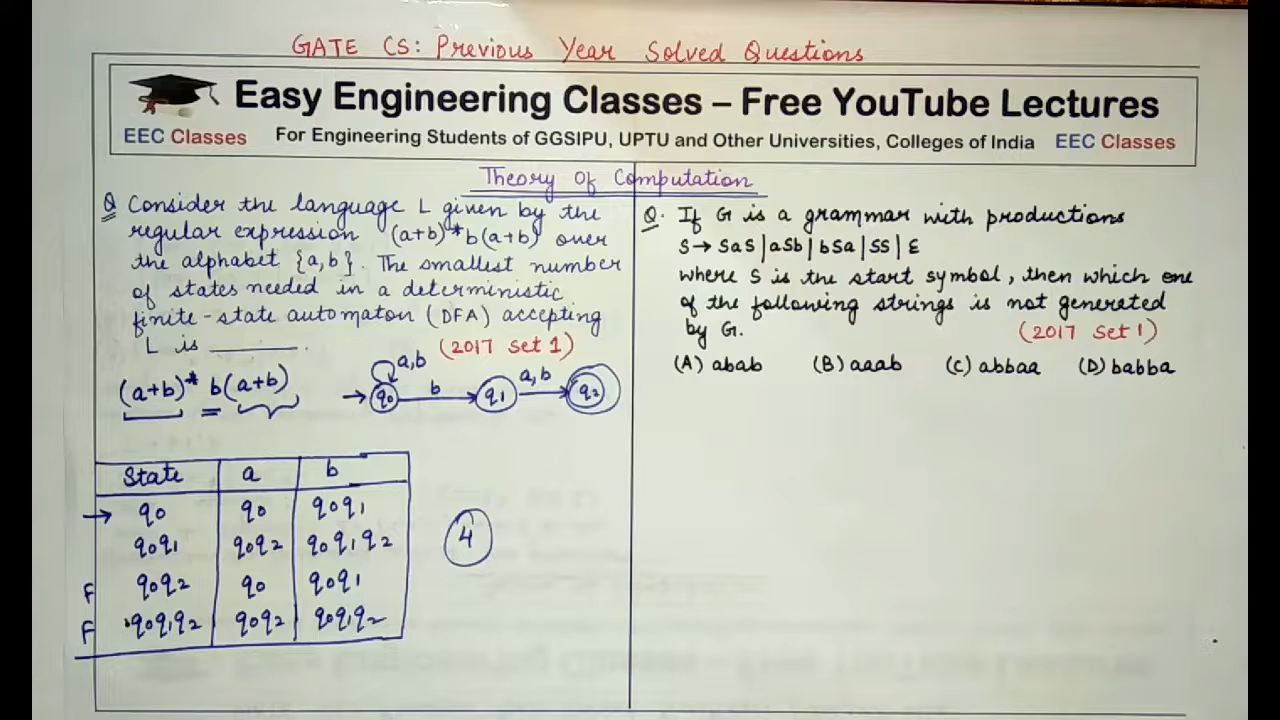 GATE CS: Previous Year Solved Questions
Easy Engineering Classes – Free YouTube Lectures
EEC Classes For Engineering Students of GGSIPU, UPTU and Other Universities, Colleges of India EEC Classes
Theory Of Computation
Q Consider the language L given by the
regular expression (a+b)*b(a+b) over
the alphabet {a,b}. The smallest number
of states needed in a deterministic
finite-state automaton (DFA) accepting
L is ______.
(2017 set 1)
(a+b)* b(a+b)
a,b
q0 b q1 a,b q2
State a b
→ q0 q0 q0q1
q0q1 q0q2 q0q1q2
F q0q2 q0 q0q1
F q0q1q2 q0q2 q0q1q2
4
Q. If G is a grammar with productions
S→ SaS|aSb|bSa|SS|ε
where S is the start symbol, then which one
of the following strings is not generated
by G. (2017 Set 1)
(A) abab (B) aaab (C) abbaa (D) babba